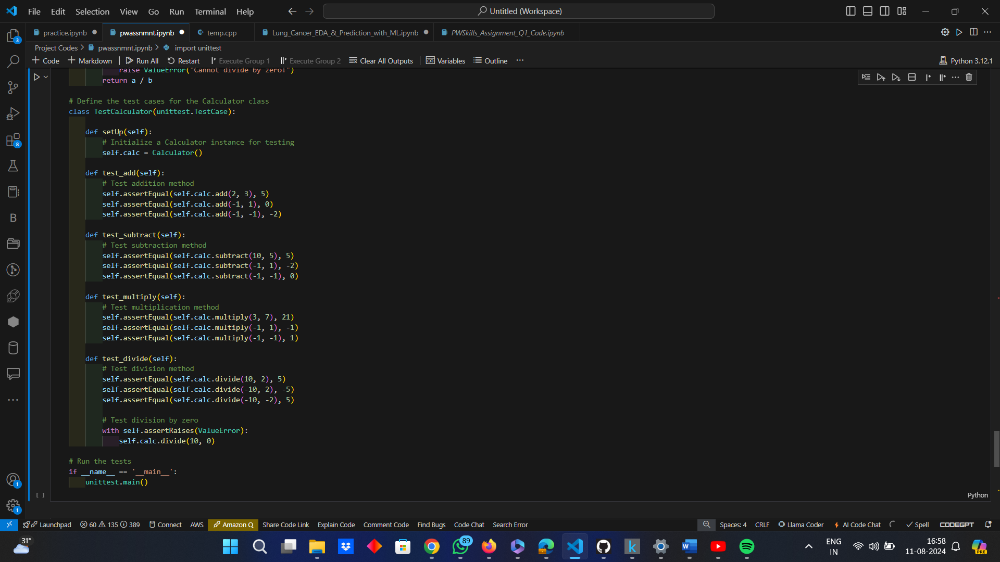 File Edit Selection View Go Run Terminal Help
Untitled (Workspace)
practice.ipynb pwassnmnt.ipynb temp.cpp Lung_Cancer_EDA_&_Prediction_with_ML.ipynb PWSkills_Assignment_Q1_Code.ipynb
Project Codes > pwassnmnt.ipynb > import unittest
+ Code + Markdown | Run All Restart Execute Group 1 Execute Group 2 Clear All Outputs | Variables Outline ... Python 3.12.1
raise ValueError("Cannot divide by zero!")
return a / b
# Define the test cases for the Calculator class
class TestCalculator(unittest.TestCase):
def setUp(self):
# Initialize a Calculator instance for testing
self.calc = Calculator()
def test_add(self):
# Test addition method
self.assertEqual(self.calc.add(2, 3), 5)
self.assertEqual(self.calc.add(-1, 1), 0)
self.assertEqual(self.calc.add(-1, -1), -2)
def test_subtract(self):
# Test subtraction method
self.assertEqual(self.calc.subtract(10, 5), 5)
self.assertEqual(self.calc.subtract(-1, 1), -2)
self.assertEqual(self.calc.subtract(-1, -1), 0)
def test_multiply(self):
# Test multiplication method
self.assertEqual(self.calc.multiply(3, 7), 21)
self.assertEqual(self.calc.multiply(-1, 1), -1)
self.assertEqual(self.calc.multiply(-1, -1), 1)
def test_divide(self):
# Test division method
self.assertEqual(self.calc.divide(10, 2), 5)
self.assertEqual(self.calc.divide(-10, 2), -5)
self.assertEqual(self.calc.divide(-10, -2), 5)
# Test division by zero
with self.assertRaises(ValueError):
self.calc.divide(10, 0)
# Run the tests
if __name__ == '__main__':
unittest.main()
[ ] Python
3
8
B
1
1
Launchpad 60 135 389 Connect AWS Amazon Q Share Code Link Explain Code Comment Code Find Bugs Code Chat Search Error Spaces: 4 CRLF Llama Coder AI Code Chat Spell CODEGPT
31°
89
k
ENG
IN
16:58
11-08-2024
PRE